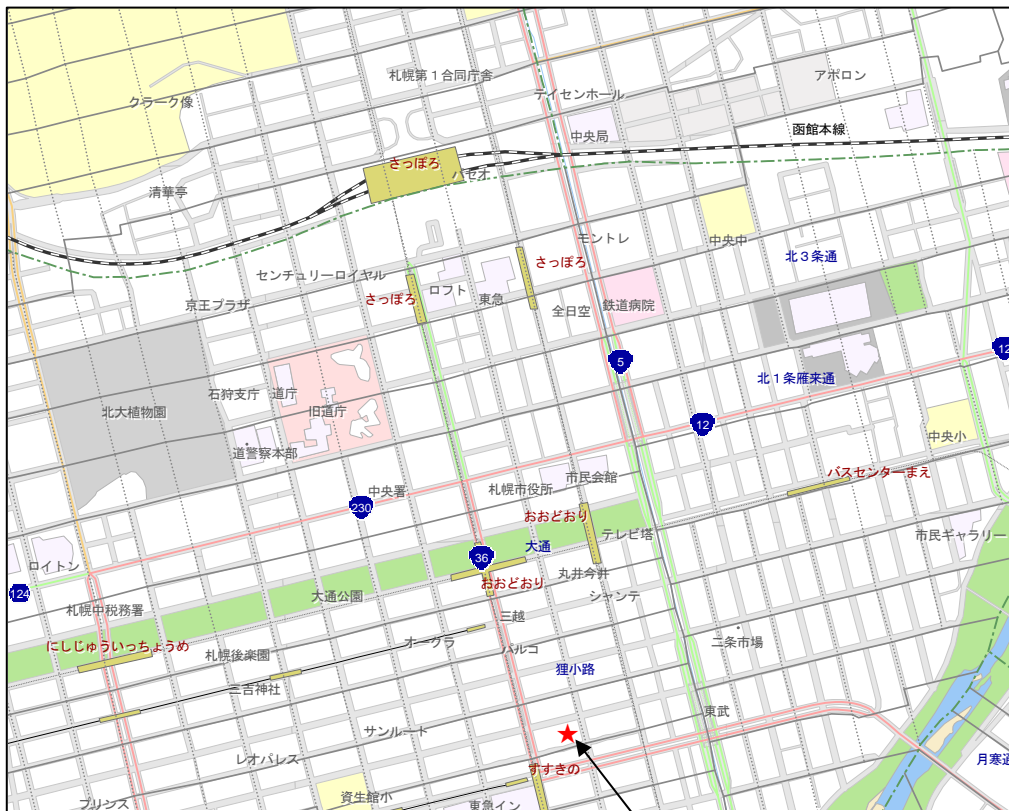 札幌第１合同庁舎
アポロン
クラーク像
テイセンホール
中央局
函館本線
さっぽろ
パセオ
清華亭
モントレ
中央中
北３条通
さっぽろ
センチュリーロイヤル
ロフト
東急
さっぽろ
京王プラザ
全日空
鉄道病院
5
12
北１条雁来通
石狩支庁
道庁
北大植物園
旧道庁
12
中央小
道警察本部
バスセンターまえ
市民会館
中央署
札幌市役所
230
おおどおり
テレビ塔
市民ギャラリー
大通
36
ロイトン
丸井今井
124
おおどおり
大通公園
シャンテ
札幌中税務署
三越
オークラ
二条市場
にしじゅういっちょうめ
札幌後楽園
パルコ
狸小路
三吉神社
東武
サンルート
レオパレス
月寒通
すすきの
資生館小
プリンス
東急イン